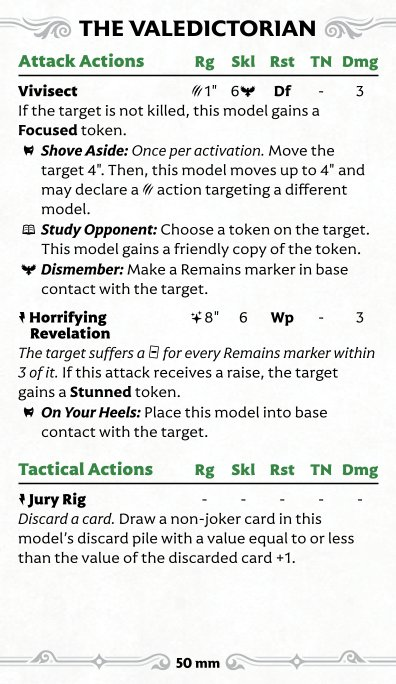 THE VALEDICTORIAN
Attack Actions Rg Skl Rst TN Dmg
Vivisect 1" 6 Df - 3
If the target is not killed, this model gains a
Focused token.
Shove Aside: Once per activation. Move the
target 4". Then, this model moves up to 4" and
may declare a action targeting a different
model.
Study Opponent: Choose a token on the target.
This model gains a friendly copy of the token.
Dismember: Make a Remains marker in base
contact with the target.
Horrifying 8" 6 Wp - 3
Revelation
The target suffers a for every Remains marker within
3 of it. If this attack receives a raise, the target
gains a Stunned token.
On Your Heels: Place this model into base
contact with the target.
Tactical Actions Rg Skl Rst TN Dmg
Jury Rig - - - - -
Discard a card. Draw a non-joker card in this
model's discard pile with a value equal to or less
than the value of the discarded card +1.
50 mm